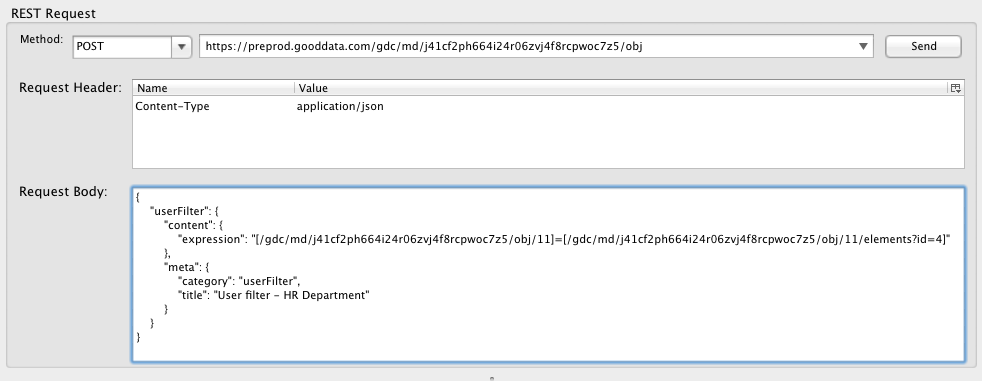 REST Request
Method: POST https://preprod.gooddata.com/gdc/md/j41cf2ph664i24r06zvj4f8rcpwoc7z5/obj Send
Request Header: Name Value
Content-Type application/json
Request Body:
{
"userFilter": {
"content": {
"expression": "[/gdc/md/j41cf2ph664i24r06zvj4f8rcpwoc7z5/obj/11]=[/gdc/md/j41cf2ph664i24r06zvj4f8rcpwoc7z5/obj/11/elements?id=4]"
},
"meta": {
"category": "userFilter",
"title": "User filter - HR Department"
}
}
}